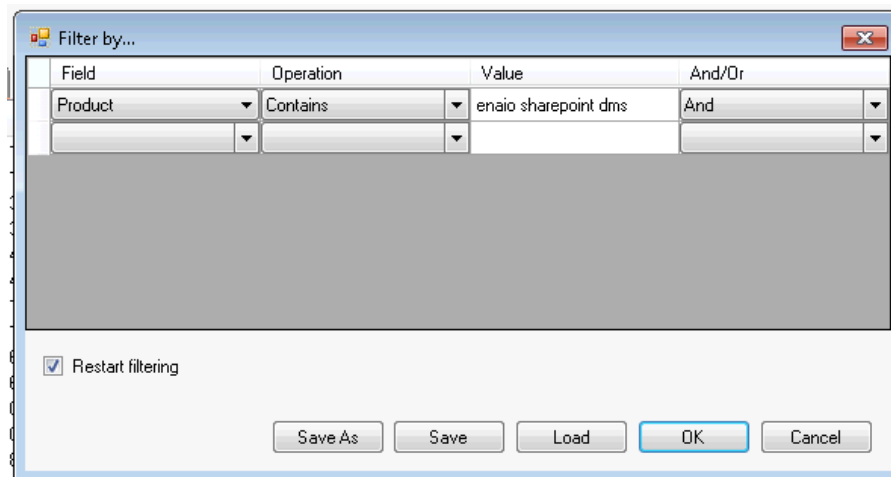 Filter by...
Field Operation Value And/Or
Product Contains enaio sharepoint dms And
Restart filtering
Save As Save Load OK Cancel